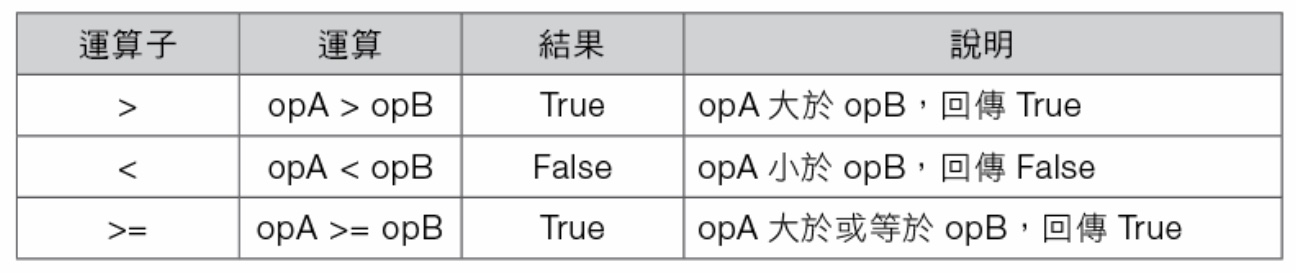 運算子 運算 結果 說明
> opA > opB True opA 大於 opB，回傳 True
< opA < opB False opA 小於 opB，回傳 False
>= opA >= opB True opA 大於或等於 opB，回傳 True